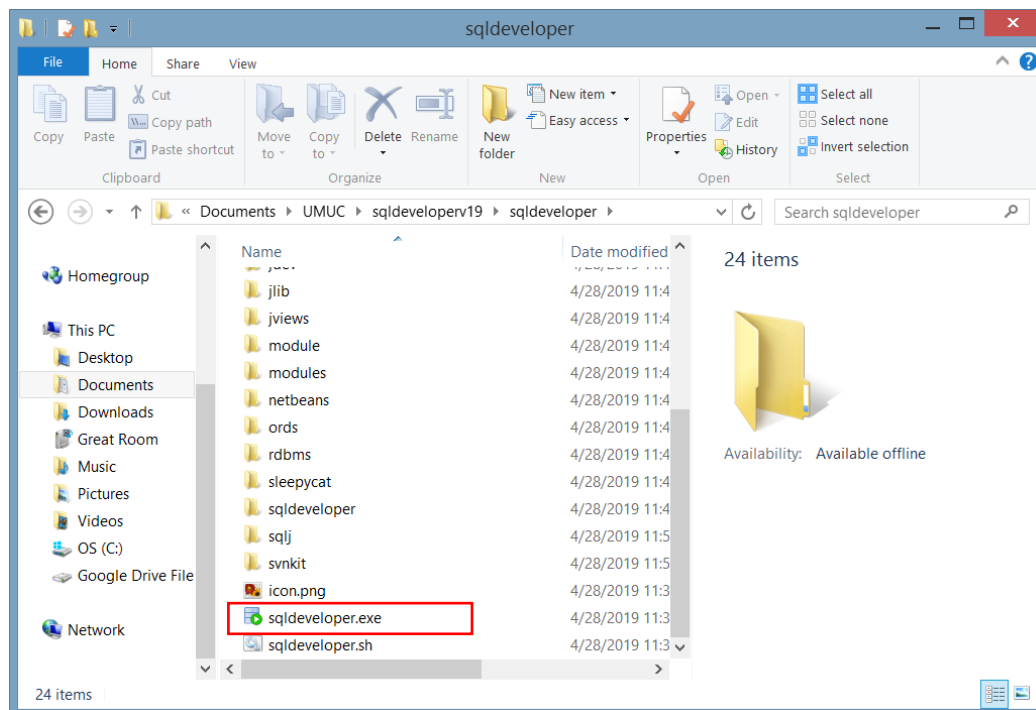 sqldeveloper
File Home Share View
Copy
Paste
Cut
Copy path
Paste shortcut
Clipboard
Move to
Copy to
Delete
Rename
Organize
New folder
New item
Easy access
New
Properties
Open
Edit
History
Open
Select all
Select none
Invert selection
Select
« Documents UMUC sqldeveloperv19 sqldeveloper
Search sqldeveloper
Homegroup
This PC
Desktop
Documents
Downloads
Great Room
Music
Pictures
Videos
OS (C:)
Google Drive File
Network
Name Date modified
jlib 4/28/2019 11:4
jviews 4/28/2019 11:4
module 4/28/2019 11:4
modules 4/28/2019 11:4
netbeans 4/28/2019 11:4
ords 4/28/2019 11:4
rdbms 4/28/2019 11:4
sleepycat 4/28/2019 11:4
sqldeveloper 4/28/2019 11:4
sqlj 4/28/2019 11:5
svnkit 4/28/2019 11:5
icon.png 4/28/2019 11:3
sqldeveloper.exe 4/28/2019 11:3
sqldeveloper.sh 4/28/2019 11:3
24 items
Availability: Available offline
24 items